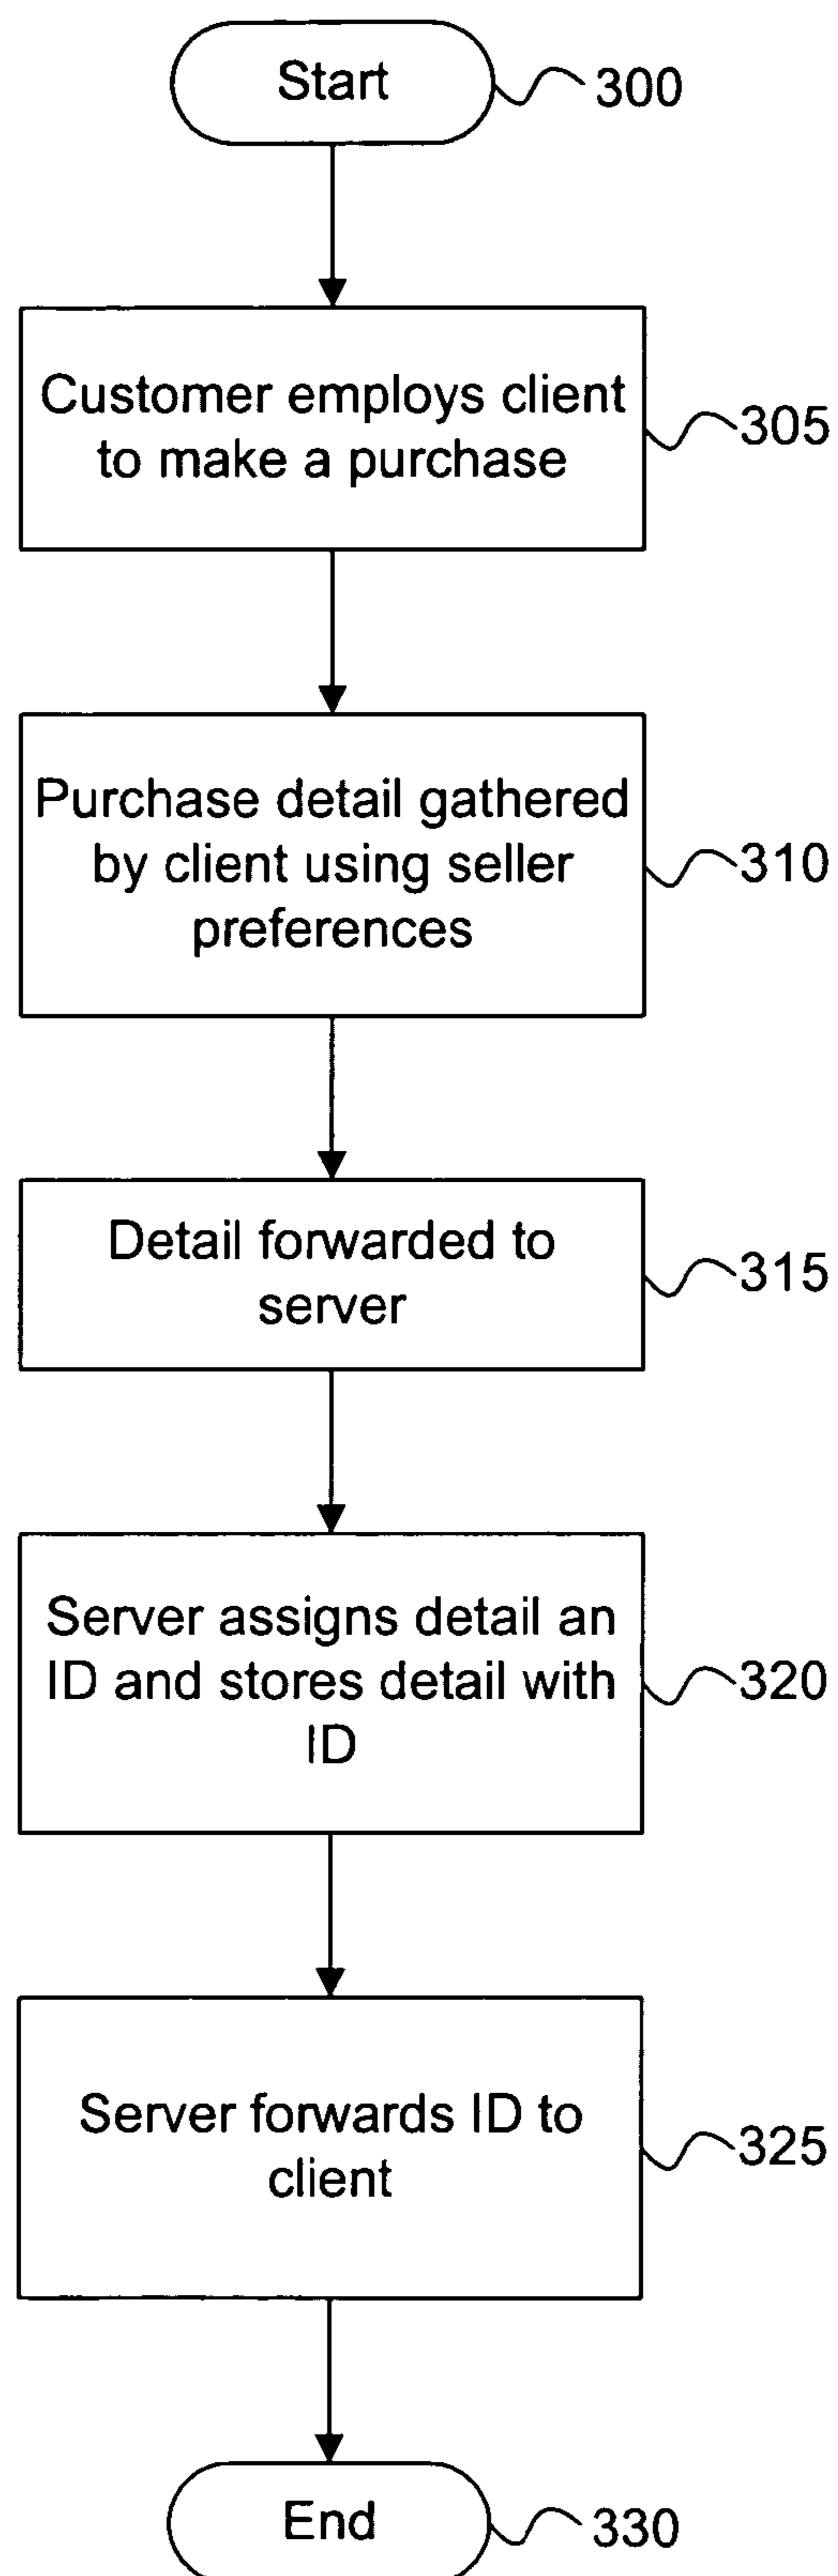 Start
300
Customer employs client
to make a purchase
305
Purchase detail gathered
by client using seller
preferences
310
Detail forwarded to
server
315
Server assigns detail an
ID and stores detail with
ID
320
Server forwards ID to
client
325
End
330